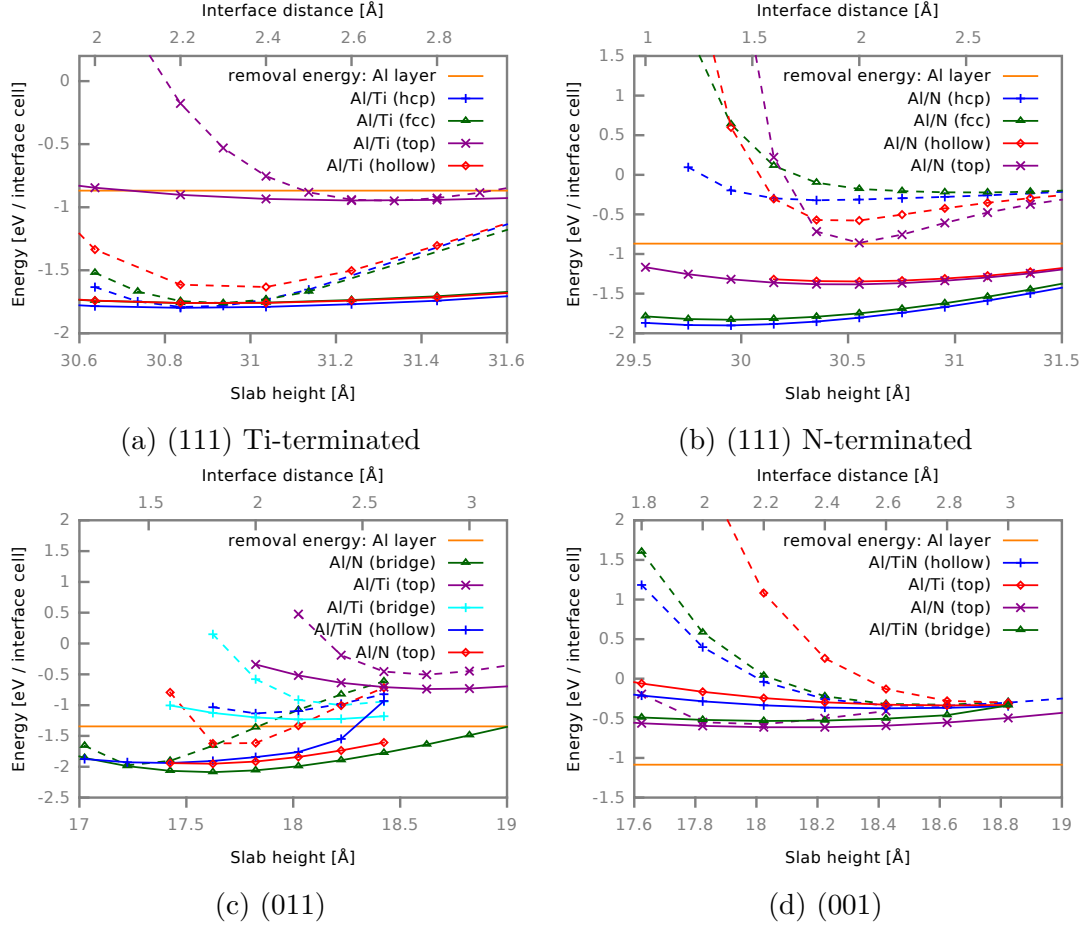 Interface distance [Å]
2 2.2 2.4 2.6 2.8
Energy [eV / interface cell]
0
-0.5
-1
-1.5
-2
removal energy: Al layer
Al/Ti (hcp)
Al/Ti (fcc)
Al/Ti (top)
Al/Ti (hollow)
30.6 30.8 31 31.2 31.4 31.6
Slab height [Å]
(a) (111) Ti-terminated
Interface distance [Å]
1 1.5 2 2.5
Energy [eV / interface cell]
1.5
1
0.5
0
-0.5
-1
-1.5
-2
removal energy: Al layer
Al/N (hcp)
Al/N (fcc)
Al/N (hollow)
Al/N (top)
29.5 30 30.5 31 31.5
Slab height [Å]
(b) (111) N-terminated
Interface distance [Å]
1.5 2 2.5 3
Energy [eV / interface cell]
2
1.5
1
0.5
0
-0.5
-1
-1.5
-2
-2.5
removal energy: Al layer
Al/N (bridge)
Al/Ti (top)
Al/Ti (bridge)
Al/TiN (hollow)
Al/N (top)
17 17.5 18 18.5 19
Slab height [Å]
(c) (011)
Interface distance [Å]
1.8 2 2.2 2.4 2.6 2.8 3
Energy [eV / interface cell]
2
1.5
1
0.5
0
-0.5
-1
-1.5
removal energy: Al layer
Al/TiN (hollow)
Al/Ti (top)
Al/N (top)
Al/TiN (bridge)
17.6 17.8 18 18.2 18.4 18.6 18.8 19
Slab height [Å]
(d) (001)